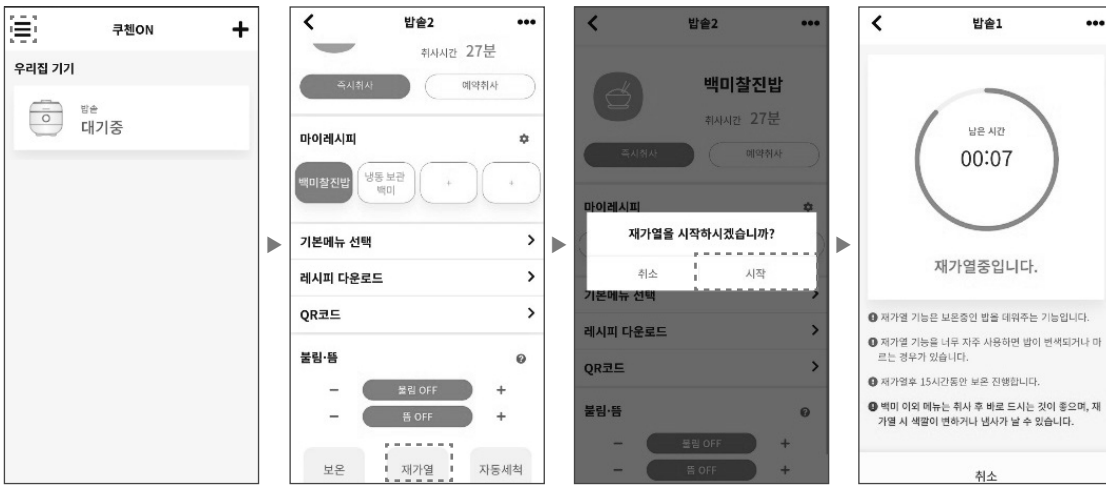 쿠첸ON
우리집 기기
밥솥
대기중
밥솥2
취사시간 27분
즉시취사 예약취사
마이레시피
백미찰진밥 냉동 보관 백미 + +
기본메뉴 선택
레시피 다운로드
QR코드
불림·뜸
− 불림 OFF +
− 뜸 OFF +
보온 재가열 자동세척
밥솥2
백미찰진밥
취사시간 27분
즉시취사 예약취사
마이레시피
재가열을 시작하시겠습니까?
취소 시작
기본메뉴 선택
레시피 다운로드
QR코드
불림·뜸
− 불림 OFF +
− 뜸 OFF +
밥솥1
남은 시간
00:07
재가열중입니다.
재가열 기능은 보온중인 밥을 데워주는 기능입니다.
재가열 기능을 너무 자주 사용하면 밥이 변색되거나 마
르는 경우가 있습니다.
재가열후 15시간동안 보온 진행합니다.
백미 이외 메뉴는 취사 후 바로 드시는 것이 좋으며, 재
가열 시 색깔이 변하거나 냄사가 날 수 있습니다.
취소